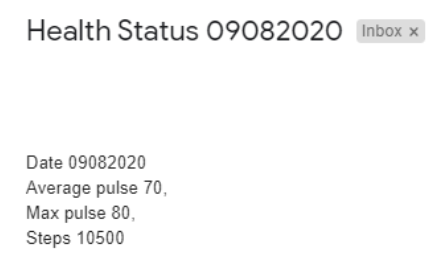 Health Status 09082020 Inbox x
Date 09082020
Average pulse 70,
Max pulse 80,
Steps 10500